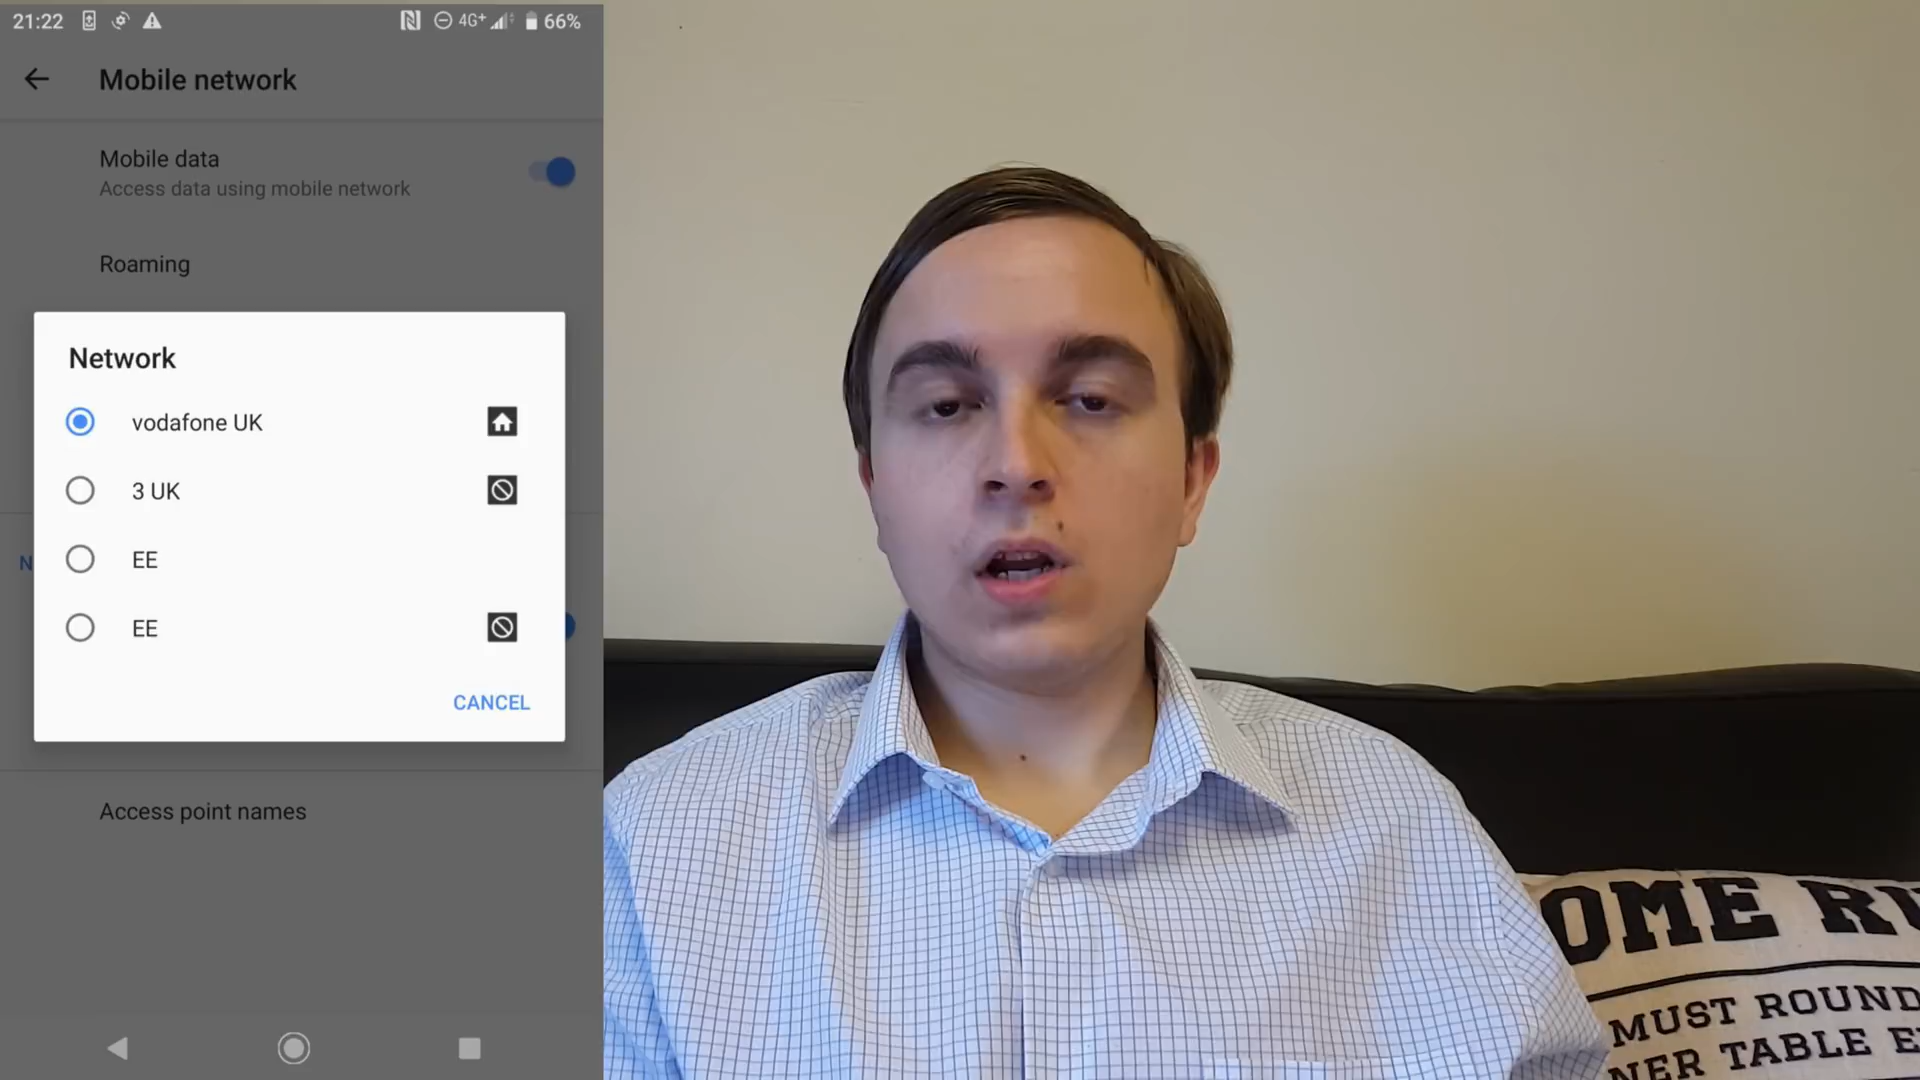 21:22
4G+
66%
Mobile network
Mobile data
Access data using mobile network
Roaming
Network
vodafone UK
3 UK
EE
EE
CANCEL
N
Access point names
OME RU
MUST ROUND
NER TABLE E